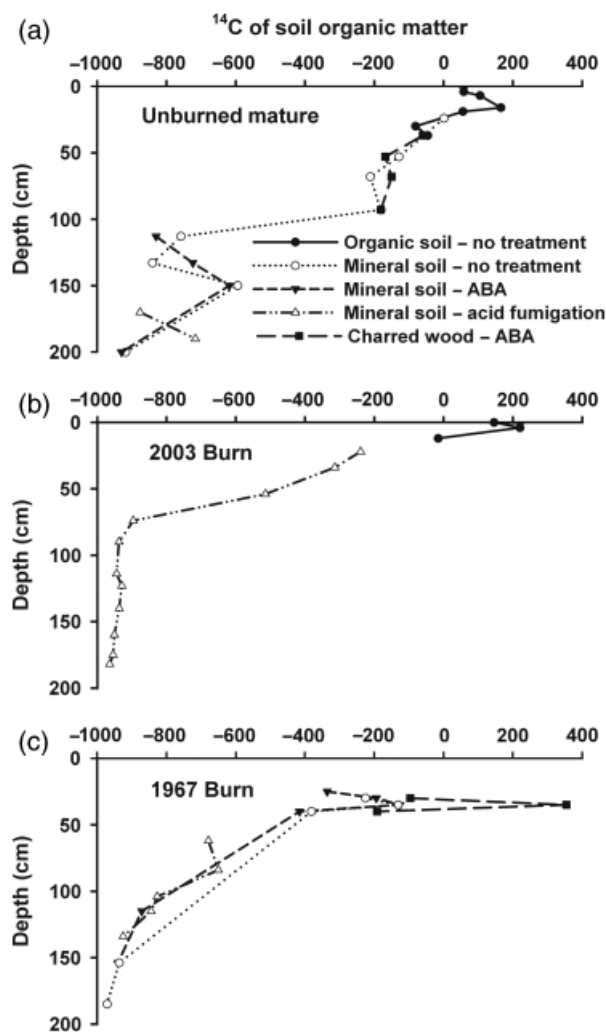 (a)
¹⁴C of soil organic matter
−1000 −800 −600 −400 −200 0 200 400
0
50
100
150
200
Depth (cm)
Unburned mature
Organic soil – no treatment
Mineral soil – no treatment
Mineral soil – ABA
Mineral soil – acid fumigation
Charred wood – ABA
(b)
−1000 −800 −600 −400 −200 0 200 400
0
50
100
150
200
Depth (cm)
2003 Burn
(c)
−1000 −800 −600 −400 −200 0 200 400
0
50
100
150
200
Depth (cm)
1967 Burn